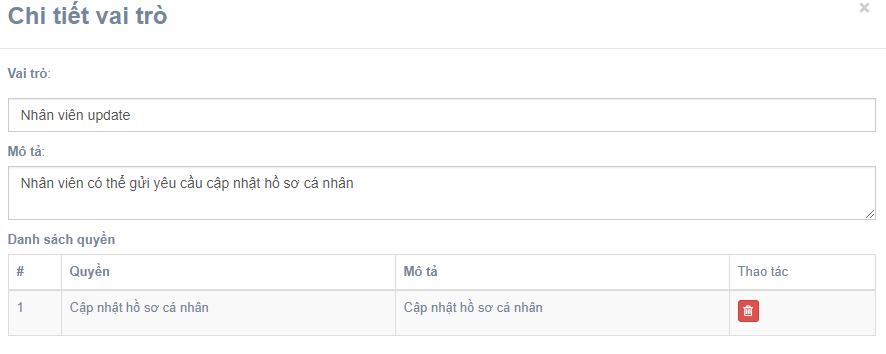 Chi tiết vai trò
×
Vai trò:
Nhân viên update
Mô tả:
Nhân viên có thể gửi yêu cầu cập nhật hồ sơ cá nhân
Danh sách quyền
# Quyền Mô tả Thao tác
1 Cập nhật hồ sơ cá nhân Cập nhật hồ sơ cá nhân